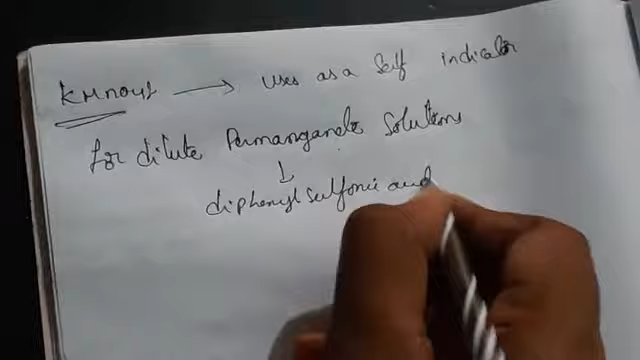 KMnO4 → uses as a Self indicator
for dilute Permanganate Solutions
↓
diphenyl sulfonic acid